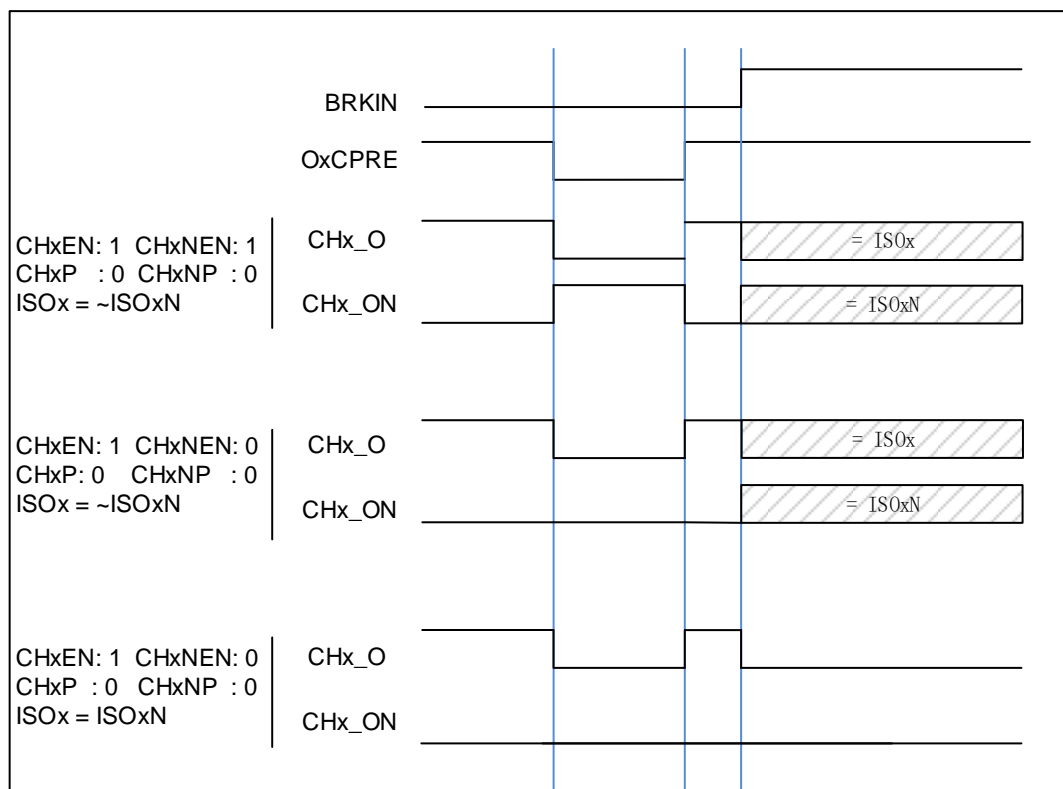 BRKIN
OxCPRE
CHxEN: 1 CHxNEN: 1
CHxP : 0 CHxNP : 0
ISOx = ~ISOxN
CHx_O
= ISOx
CHx_ON
= ISOxN
CHxEN: 1 CHxNEN: 0
CHxP: 0 CHxNP : 0
ISOx = ~ISOxN
CHx_O
= ISOx
CHx_ON
= ISOxN
CHxEN: 1 CHxNEN: 0
CHxP : 0 CHxNP : 0
ISOx = ISOxN
CHx_O
CHx_ON